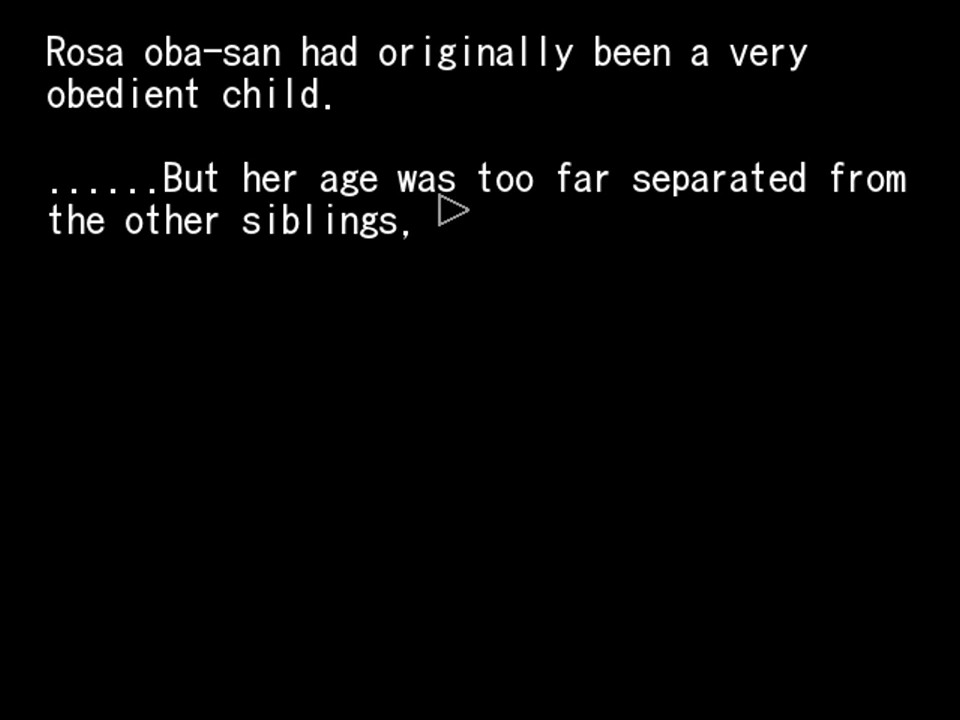 Rosa oba-san had originally been a very
obedient child.
......But her age was too far separated from
the other siblings,